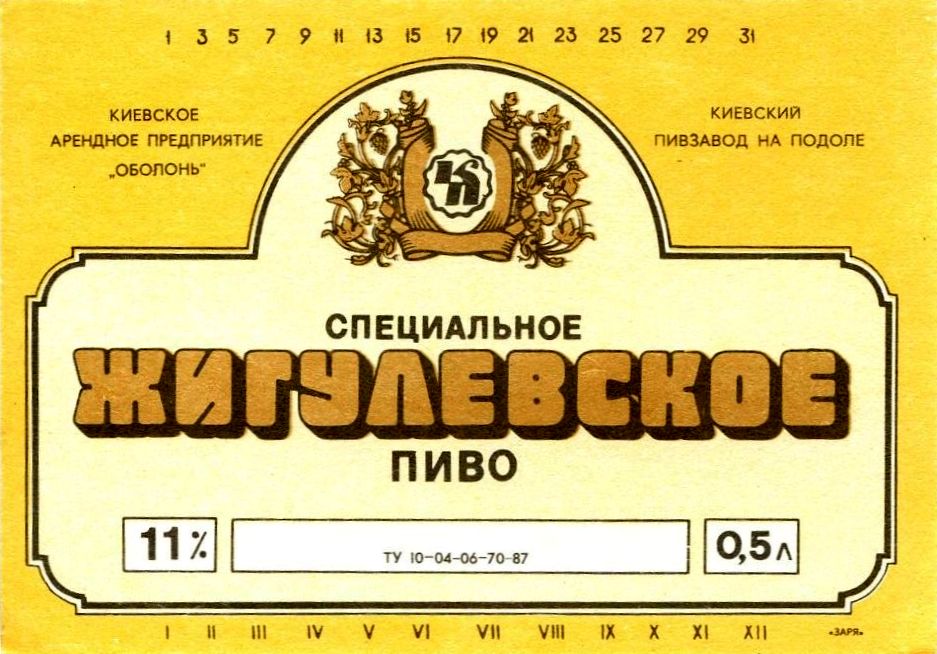 1 3 5 7 9 11 13 15 17 19 21 23 25 27 29 31
КИЕВСКОЕ
АРЕНДНОЕ ПРЕДПРИЯТИЕ
„ОБОЛОНЬ"
КИЕВСКИЙ
ПИВЗАВОД НА ПОДОЛЕ
СПЕЦИАЛЬНОЕ
ЖИГУЛЕВСКОЕ
ПИВО
11%
ТУ 10-04-06-70-87
0,5 л
I II III IV V VI VII VIII IX X XI XII
«ЗАРЯ»